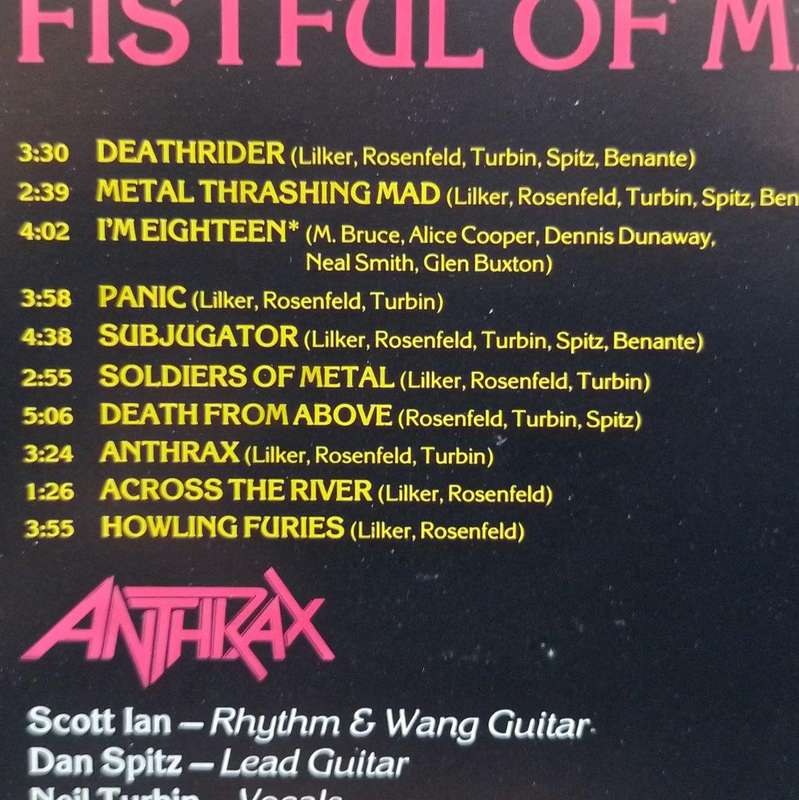 FISTFUL OF
3:30 DEATHRIDER (Lilker, Rosenfeld, Turbin, Spitz, Benante)
2:39 METAL THRASHING MAD (Lilker, Rosenfeld, Turbin, Spitz, Ben
4:02 I'M EIGHTEEN* (M. Bruce, Alice Cooper, Dennis Dunaway,
Neal Smith, Glen Buxton)
3:58 PANIC (Lilker, Rosenfeld, Turbin)
4:38 SUBJUGATOR (Lilker, Rosenfeld, Turbin, Spitz, Benante)
2:55 SOLDIERS OF METAL (Lilker, Rosenfeld, Turbin)
5:06 DEATH FROM ABOVE (Rosenfeld, Turbin, Spitz)
3:24 ANTHRAX (Lilker, Rosenfeld, Turbin)
1:26 ACROSS THE RIVER (Lilker, Rosenfeld)
3:55 HOWLING FURIES (Lilker, Rosenfeld)
ANTHRAX
Scott Ian – Rhythm & Wang Guitar
Dan Spitz – Lead Guitar
Neil Turbin – Vocals